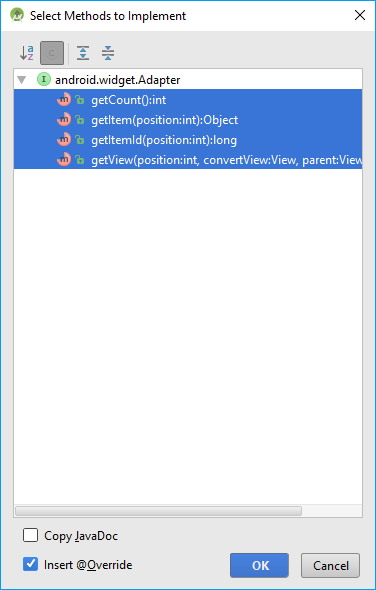 Select Methods to Implement
android.widget.Adapter
getCount():int
getItem(position:int):Object
getItemId(position:int):long
getView(position:int, convertView:View, parent:View
Copy JavaDoc
Insert @Override
OK
Cancel